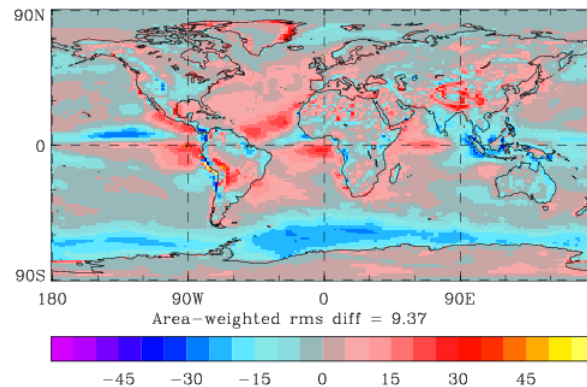 90N
0
90S
180 90W 0 90E
Area-weighted rms diff = 9.37
-45 -30 -15 0 15 30 45